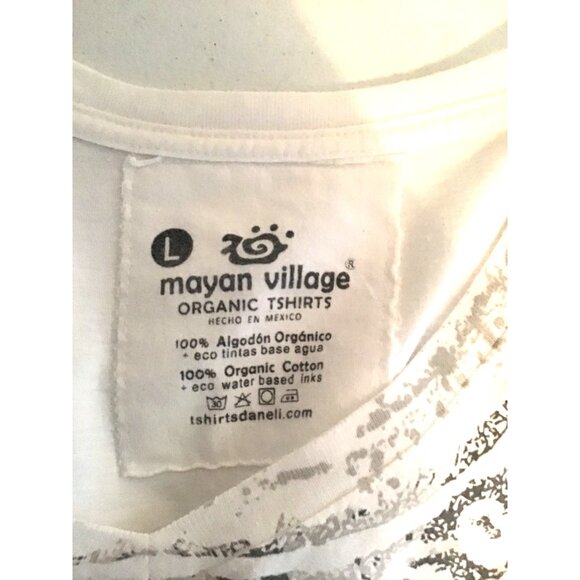 L
mayan village®
ORGANIC TSHIRTS
HECHO EN MEXICO
100% Algodón Orgánico
+ eco tintas base agua
100% Organic Cotton
+ eco water based inks
30
tshirtsdaneli.com